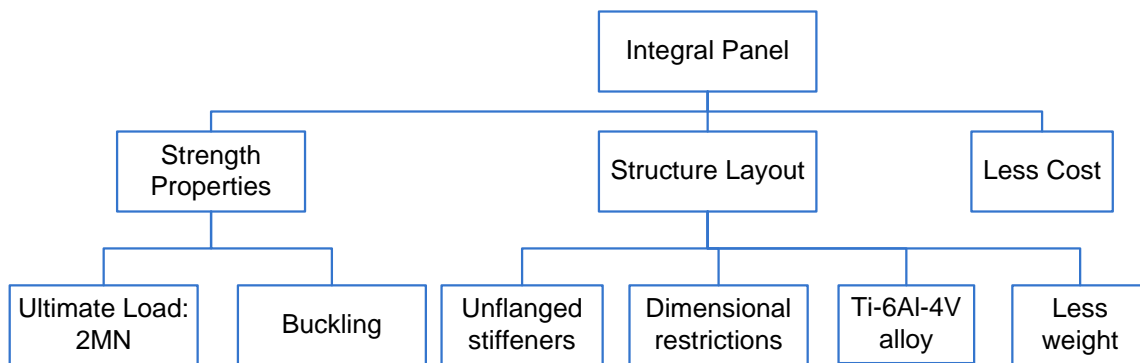 Integral Panel
Strength
Properties
Structure Layout
Less Cost
Ultimate Load:
2MN
Buckling
Unflanged
stiffeners
Dimensional
restrictions
Ti-6Al-4V
alloy
Less
weight